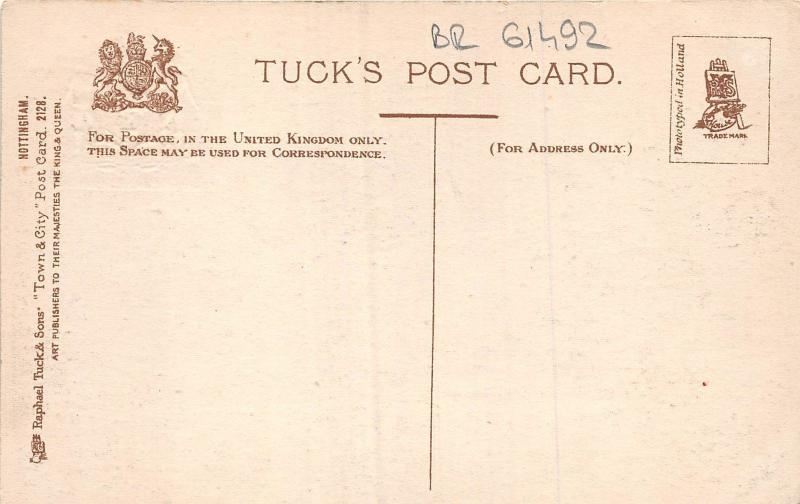 BR 61492
TUCK'S POST CARD.
FOR POSTAGE, IN THE UNITED KINGDOM ONLY.
THIS SPACE MAY BE USED FOR CORRESPONDENCE.
(FOR ADDRESS ONLY.)
Phototyped in Holland
TRADE MARK
NOTTINGHAM.
Raphael Tuck & Sons' "Town & City" Post Card. 2128.
ART PUBLISHERS TO THEIR MAJESTIES THE KING & QUEEN.